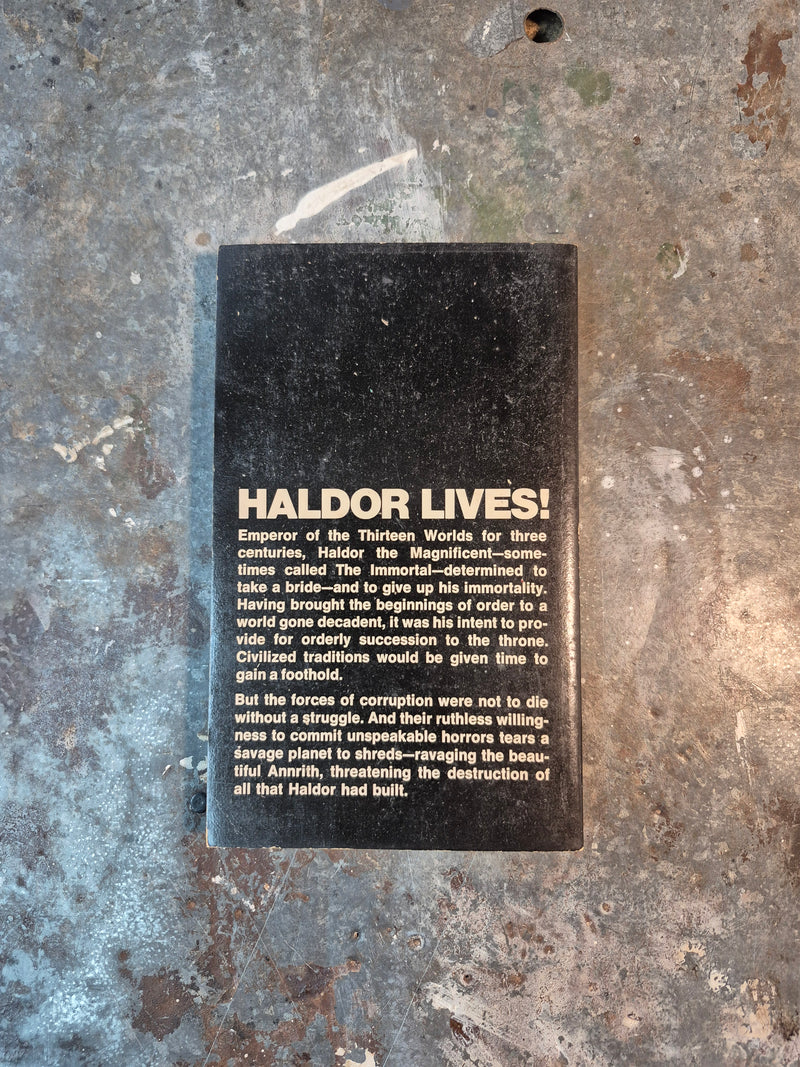 HALDOR LIVES!
Emperor of the Thirteen Worlds for three
centuries, Haldor the Magnificent—some-
times called The Immortal—determined to
take a bride—and to give up his immortality.
Having brought the beginnings of order to a
world gone decadent, it was his intent to pro-
vide for orderly succession to the throne.
Civilized traditions would be given time to
gain a foothold.
But the forces of corruption were not to die
without a struggle. And their ruthless willing-
ness to commit unspeakable horrors tears a
savage planet to shreds—ravaging the beau-
tiful Annrith, threatening the destruction of
all that Haldor had built.